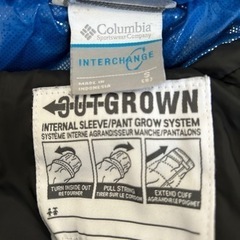 Columbia
Sportswear Company
INTERCHANGE
MADE IN
INDONESIA
S
OUTGROWN
INTERNAL SLEEVE/PANT GROW SYSTEM
SYSTÈME INTERNE AGRANDISSEUR MANCHE/PANTALONS
TURN INSIDE OUT
RETOURNER
PULL STRING
TIRER SUR LE CORDON
EXTEND CUFF
AGRANDIR LE POIGNET